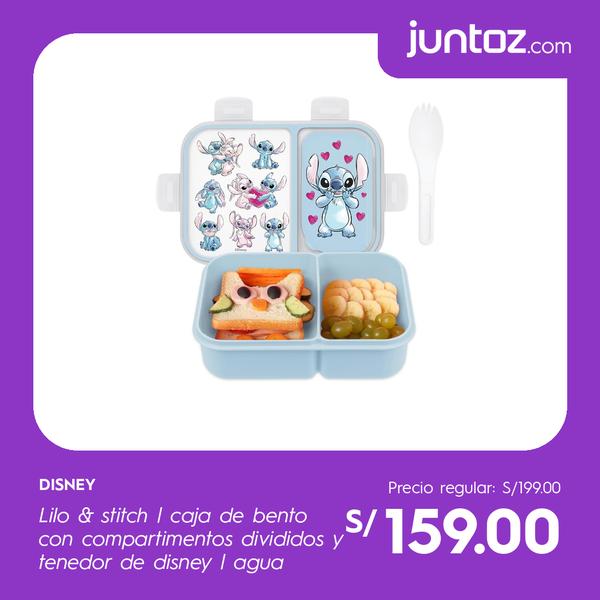 juntoz.com
DISNEY
Lilo & stitch | caja de bento
con compartimentos divididos y
tenedor de disney | agua
Precio regular: S/199.00
S/159.00